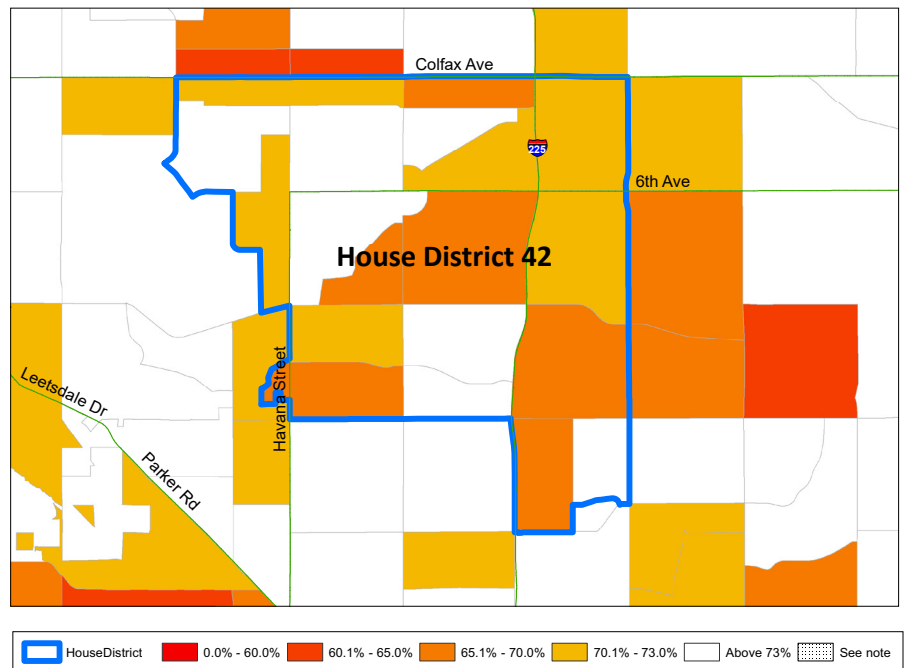 Colfax Ave
225
6th Ave
House District 42
Havana Street
Leetsdale Dr
Parker Rd
HouseDistrict 0.0% - 60.0% 60.1% - 65.0% 65.1% - 70.0% 70.1% - 73.0% Above 73% See note